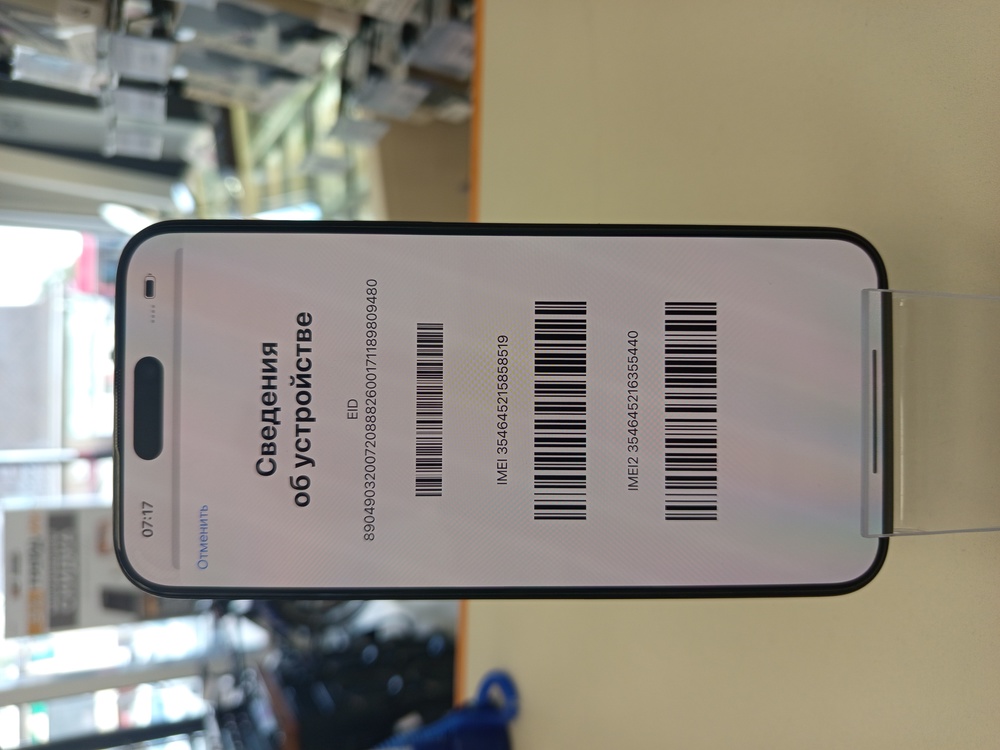 07:17
Отменить
Сведения
об устройстве
EID
89049032007208882600171189809480
IMEI 354645215858519
IMEI2 354645216355440